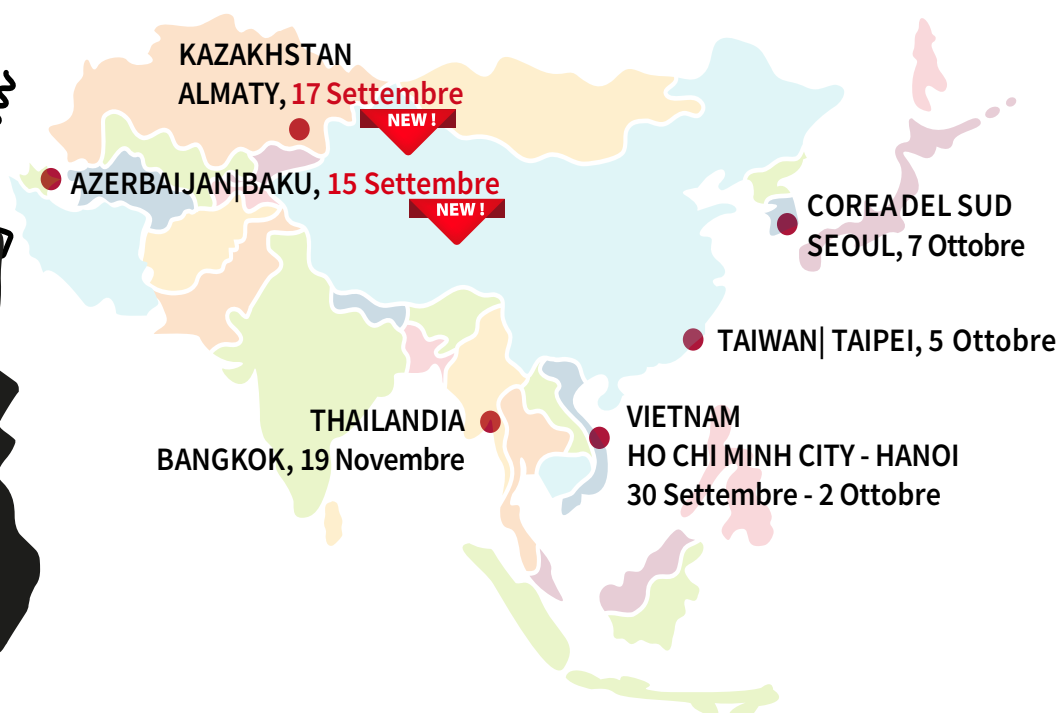 KAZAKHSTAN
ALMATY, 17 Settembre
NEW !
AZERBAIJAN|BAKU, 15 Settembre
NEW !
COREA DEL SUD
SEOUL, 7 Ottobre
TAIWAN| TAIPEI, 5 Ottobre
THAILANDIA
BANGKOK, 19 Novembre
VIETNAM
HO CHI MINH CITY - HANOI
30 Settembre - 2 Ottobre